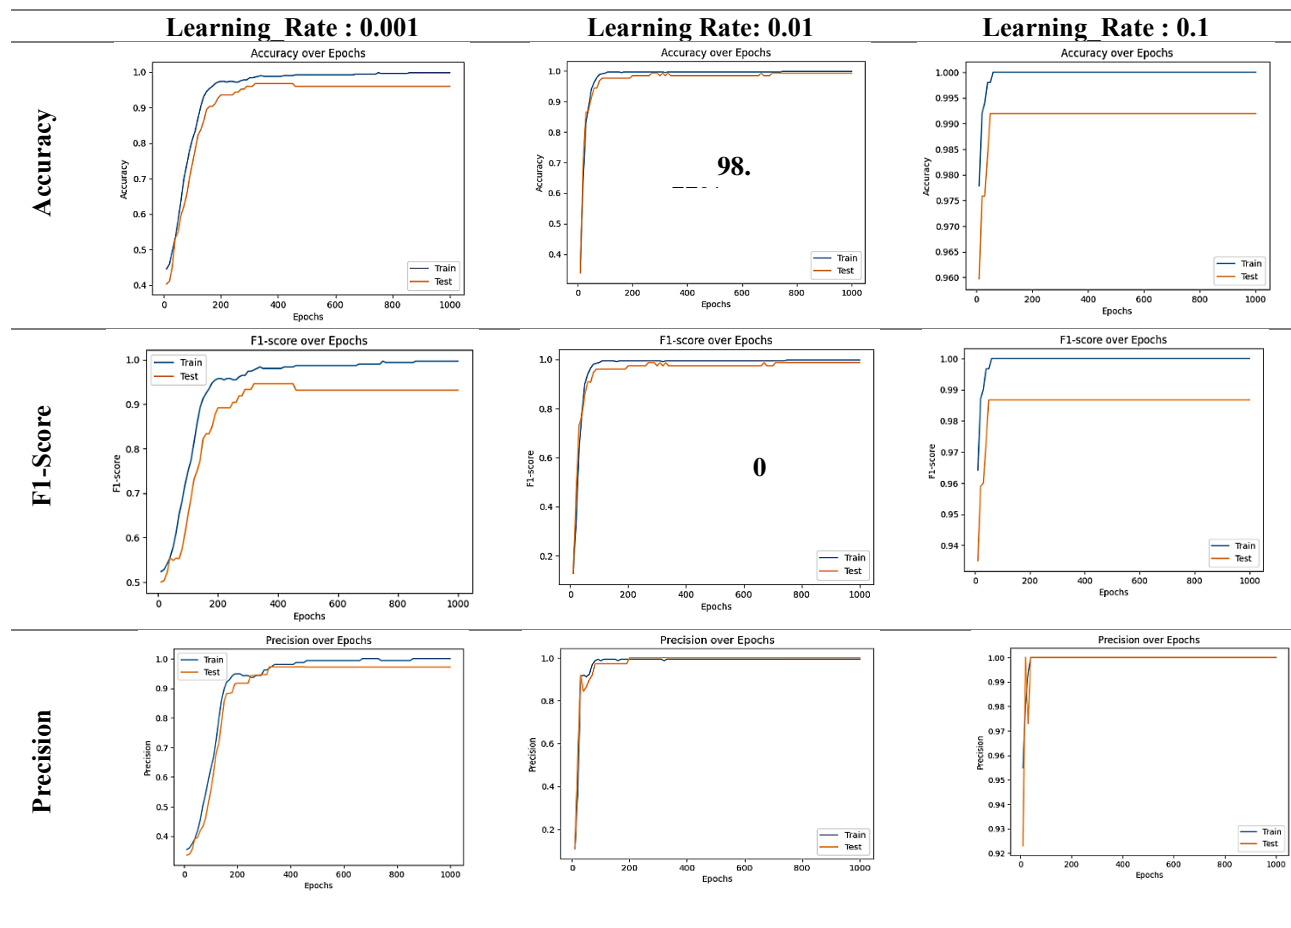 Learning_Rate : 0.001 Learning Rate: 0.01 Learning_Rate : 0.1
Accuracy
Accuracy over Epochs
1.0
0.9
0.8
0.7
0.6
0.5
0.4
Accuracy
0 200 400 600 800 1000
Epochs
Train
Test
Accuracy over Epochs
1.0
0.9
0.8
0.7
0.6
0.4
Accuracy
98.
0 200 400 600 800 1000
Epochs
Train
Test
Accuracy over Epochs
1.000
0.995
0.990
0.985
0.980
0.975
0.970
0.965
0.960
Accuracy
0 200 400 600 800 1000
Epochs
Train
Test
F1-Score
F1-score over Epochs
1.0
0.9
0.8
0.7
0.6
0.5
F1-score
0 200 400 600 800 1000
Epochs
Train
Test
F1-score over Epochs
1.0
0.8
0.6
0.4
0.2
F1-score
0
0 200 400 600 800 1000
Epochs
Train
Test
F1-score over Epochs
1.00
0.99
0.98
0.97
0.96
0.95
0.94
F1-score
0 200 400 600 800 1000
Epochs
Train
Test
Precision
Precision over Epochs
1.0
0.9
0.8
0.7
0.6
0.5
0.4
Precision
0 200 400 600 800 1000
Epochs
Train
Test
Precision over Epochs
1.0
0.8
0.6
0.4
0.2
Precision
0 200 400 600 800 1000
Epochs
Train
Test
Precision over Epochs
1.00
0.99
0.98
0.97
0.96
0.95
0.94
0.93
0.92
Precision
0 200 400 600 800 1000
Epochs
Train
Test